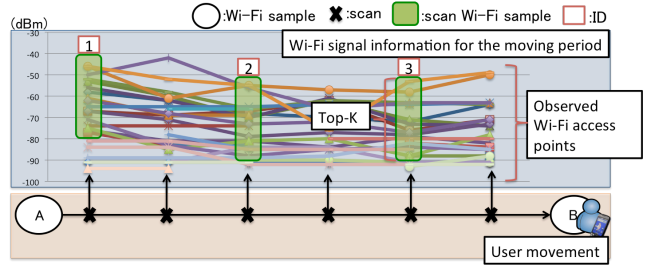 :Wi-Fi sample
:scan
:scan Wi-Fi sample
:ID
(dBm)
-30
-40
-50
-60
-70
-80
-90
-100
1
2
3
Wi-Fi signal information for the moving period
Top-K
Observed
Wi-Fi access
points
A
B
User movement